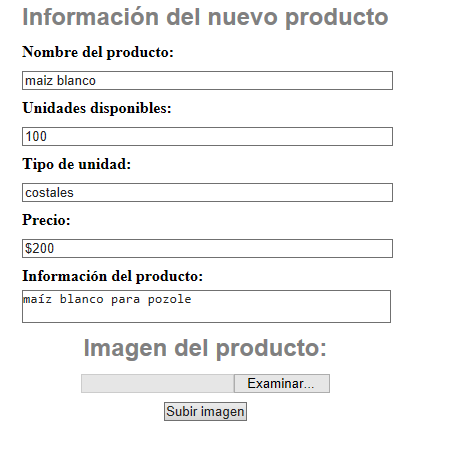 Información del nuevo producto
Nombre del producto:
maiz blanco
Unidades disponibles:
100
Tipo de unidad:
costales
Precio:
$200
Información del producto:
maíz blanco para pozole
Imagen del producto:
Examinar...
Subir imagen